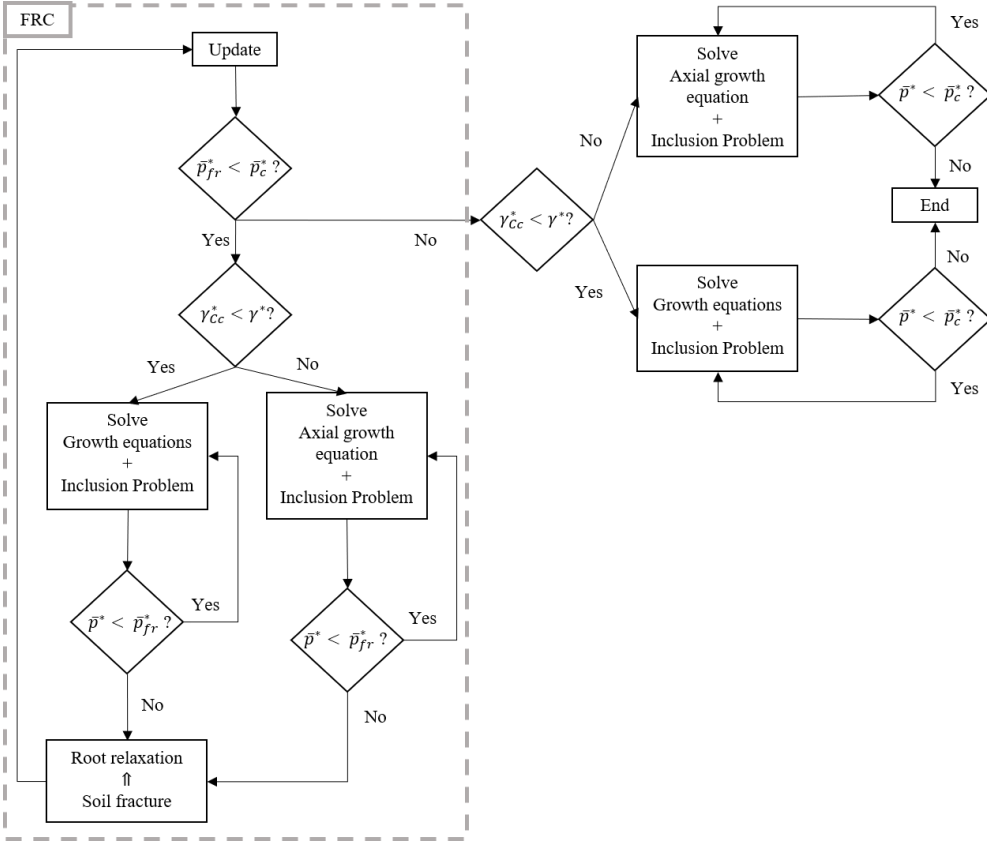 FRC
Update
p̄*fr < p̄*c ?
Yes
No
γ*Cc < γ*?
Yes
No
Solve
Growth equations
+
Inclusion Problem
Solve
Axial growth
equation
+
Inclusion Problem
p̄* < p̄*fr ?
Yes
No
p̄* < p̄*fr ?
Yes
No
Root relaxation
⇑
Soil fracture
γ*Cc < γ*?
No
Yes
Solve
Axial growth
equation
+
Inclusion Problem
Yes
p̄* < p̄*c ?
No
End
Solve
Growth equations
+
Inclusion Problem
No
p̄* < p̄*c ?
Yes